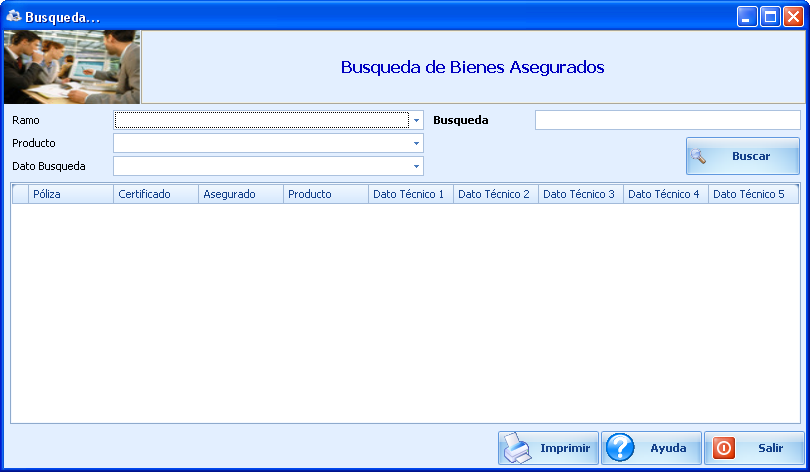 Busqueda...
Busqueda de Bienes Asegurados
Ramo
Busqueda
Producto
Buscar
Dato Busqueda
Póliza Certificado Asegurado Producto Dato Técnico 1 Dato Técnico 2 Dato Técnico 3 Dato Técnico 4 Dato Técnico 5
Imprimir Ayuda Salir